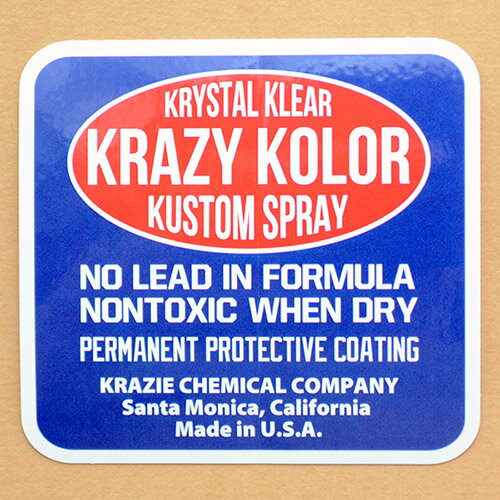 KRYSTAL KLEAR
KRAZY KOLOR
KUSTOM SPRAY
NO LEAD IN FORMULA
NONTOXIC WHEN DRY
PERMANENT PROTECTIVE COATING
KRAZIE CHEMICAL COMPANY
Santa Monica, California
Made in U.S.A.